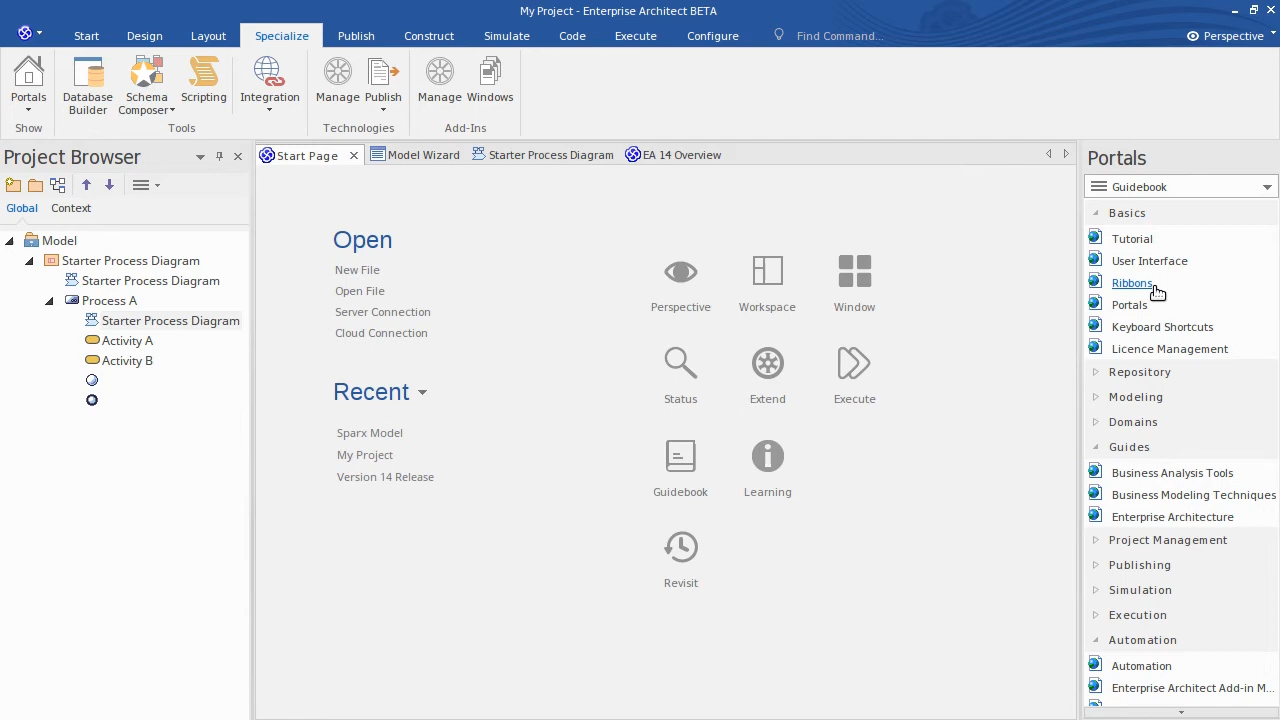 My Project - Enterprise Architect BETA
Start Design Layout Specialize Publish Construct Simulate Code Execute Configure Find Command... Perspective
Portals Database Builder Schema Composer Scripting Integration Manage Publish Manage Windows
Show Tools Technologies Add-Ins
Project Browser
Global Context
Model
Starter Process Diagram
Starter Process Diagram
Process A
Starter Process Diagram
Activity A
Activity B
Start Page Model Wizard Starter Process Diagram EA 14 Overview
Open
New File
Open File
Server Connection
Cloud Connection
Recent
Sparx Model
My Project
Version 14 Release
Perspective Workspace Window
Status Extend Execute
Guidebook Learning
Revisit
Portals
Guidebook
Basics
Tutorial
User Interface
Ribbons
Portals
Keyboard Shortcuts
Licence Management
Repository
Modeling
Domains
Guides
Business Analysis Tools
Business Modeling Techniques
Enterprise Architecture
Project Management
Publishing
Simulation
Execution
Automation
Automation
Enterprise Architect Add-in M...